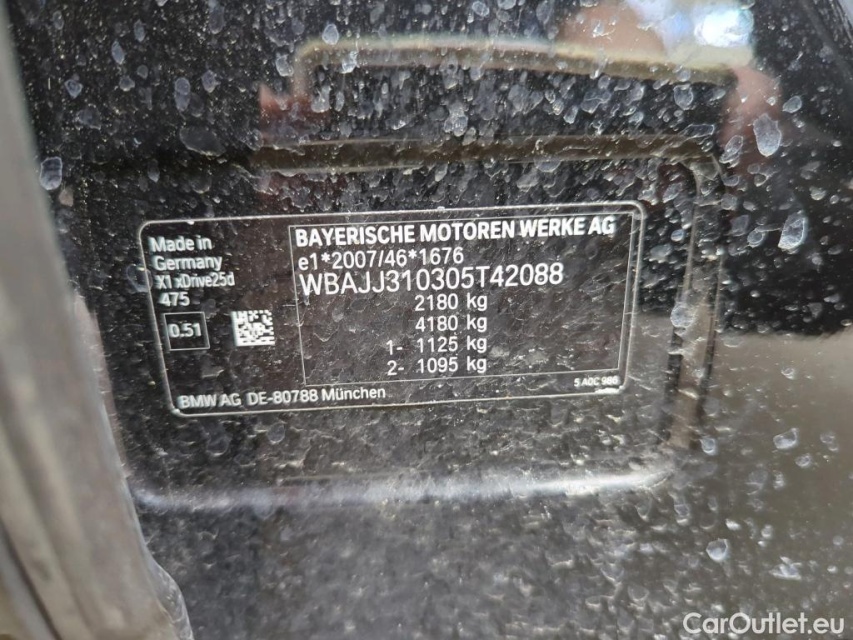 Made in
Germany
X1 xDrive25d
475
0.51
BAYERISCHE MOTOREN WERKE AG
e1*2007/46*1676
WBAJJ310305T42088
2180 kg
4180 kg
1- 1125 kg
2- 1095 kg
5 A0C 986
BMW AG DE-80788 München
CarOutlet.eu